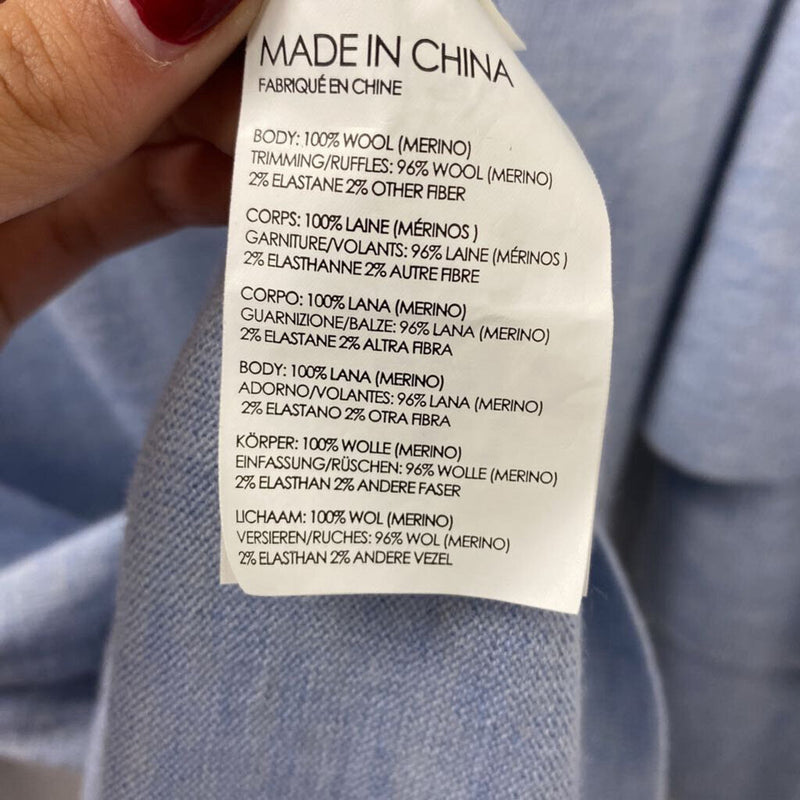 MADE IN CHINA
FABRIQUÉ EN CHINE
BODY: 100% WOOL (MERINO)
TRIMMING/RUFFLES: 96% WOOL (MERINO)
2% ELASTANE 2% OTHER FIBER
CORPS: 100% LAINE (MÉRINOS )
GARNITURE/VOLANTS: 96% LAINE (MÉRINOS )
2% ELASTHANNE 2% AUTRE FIBRE
CORPO: 100% LANA (MERINO)
GUARNIZIONE/BALZE: 96% LANA (MERINO)
2% ELASTANE 2% ALTRA FIBRA
BODY: 100% LANA (MERINO)
ADORNO/VOLANTES: 96% LANA (MERINO)
2% ELASTANO 2% OTRA FIBRA
KÖRPER: 100% WOLLE (MERINO)
EINFASSUNG/RÜSCHEN: 96% WOLLE (MERINO)
2% ELASTHAN 2% ANDERE FASER
LICHAAM: 100% WOL (MERINO)
VERSIEREN/RUCHES: 96% WOL (MERINO)
2% ELASTHAN 2% ANDERE VEZEL